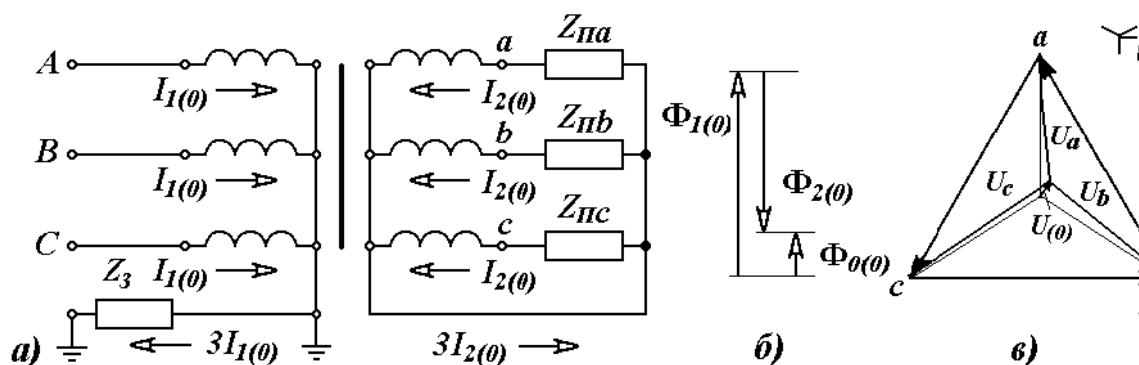 A I1(0) a I2(0) ZПа
B I1(0) b I2(0) ZПb
C I1(0) c I2(0) ZПc
Z3
а) 3I1(0) 3I2(0)
Φ1(0) Φ2(0) Φ0(0)
б)
a
Ua
Uc Ub
U(0)
c
в)